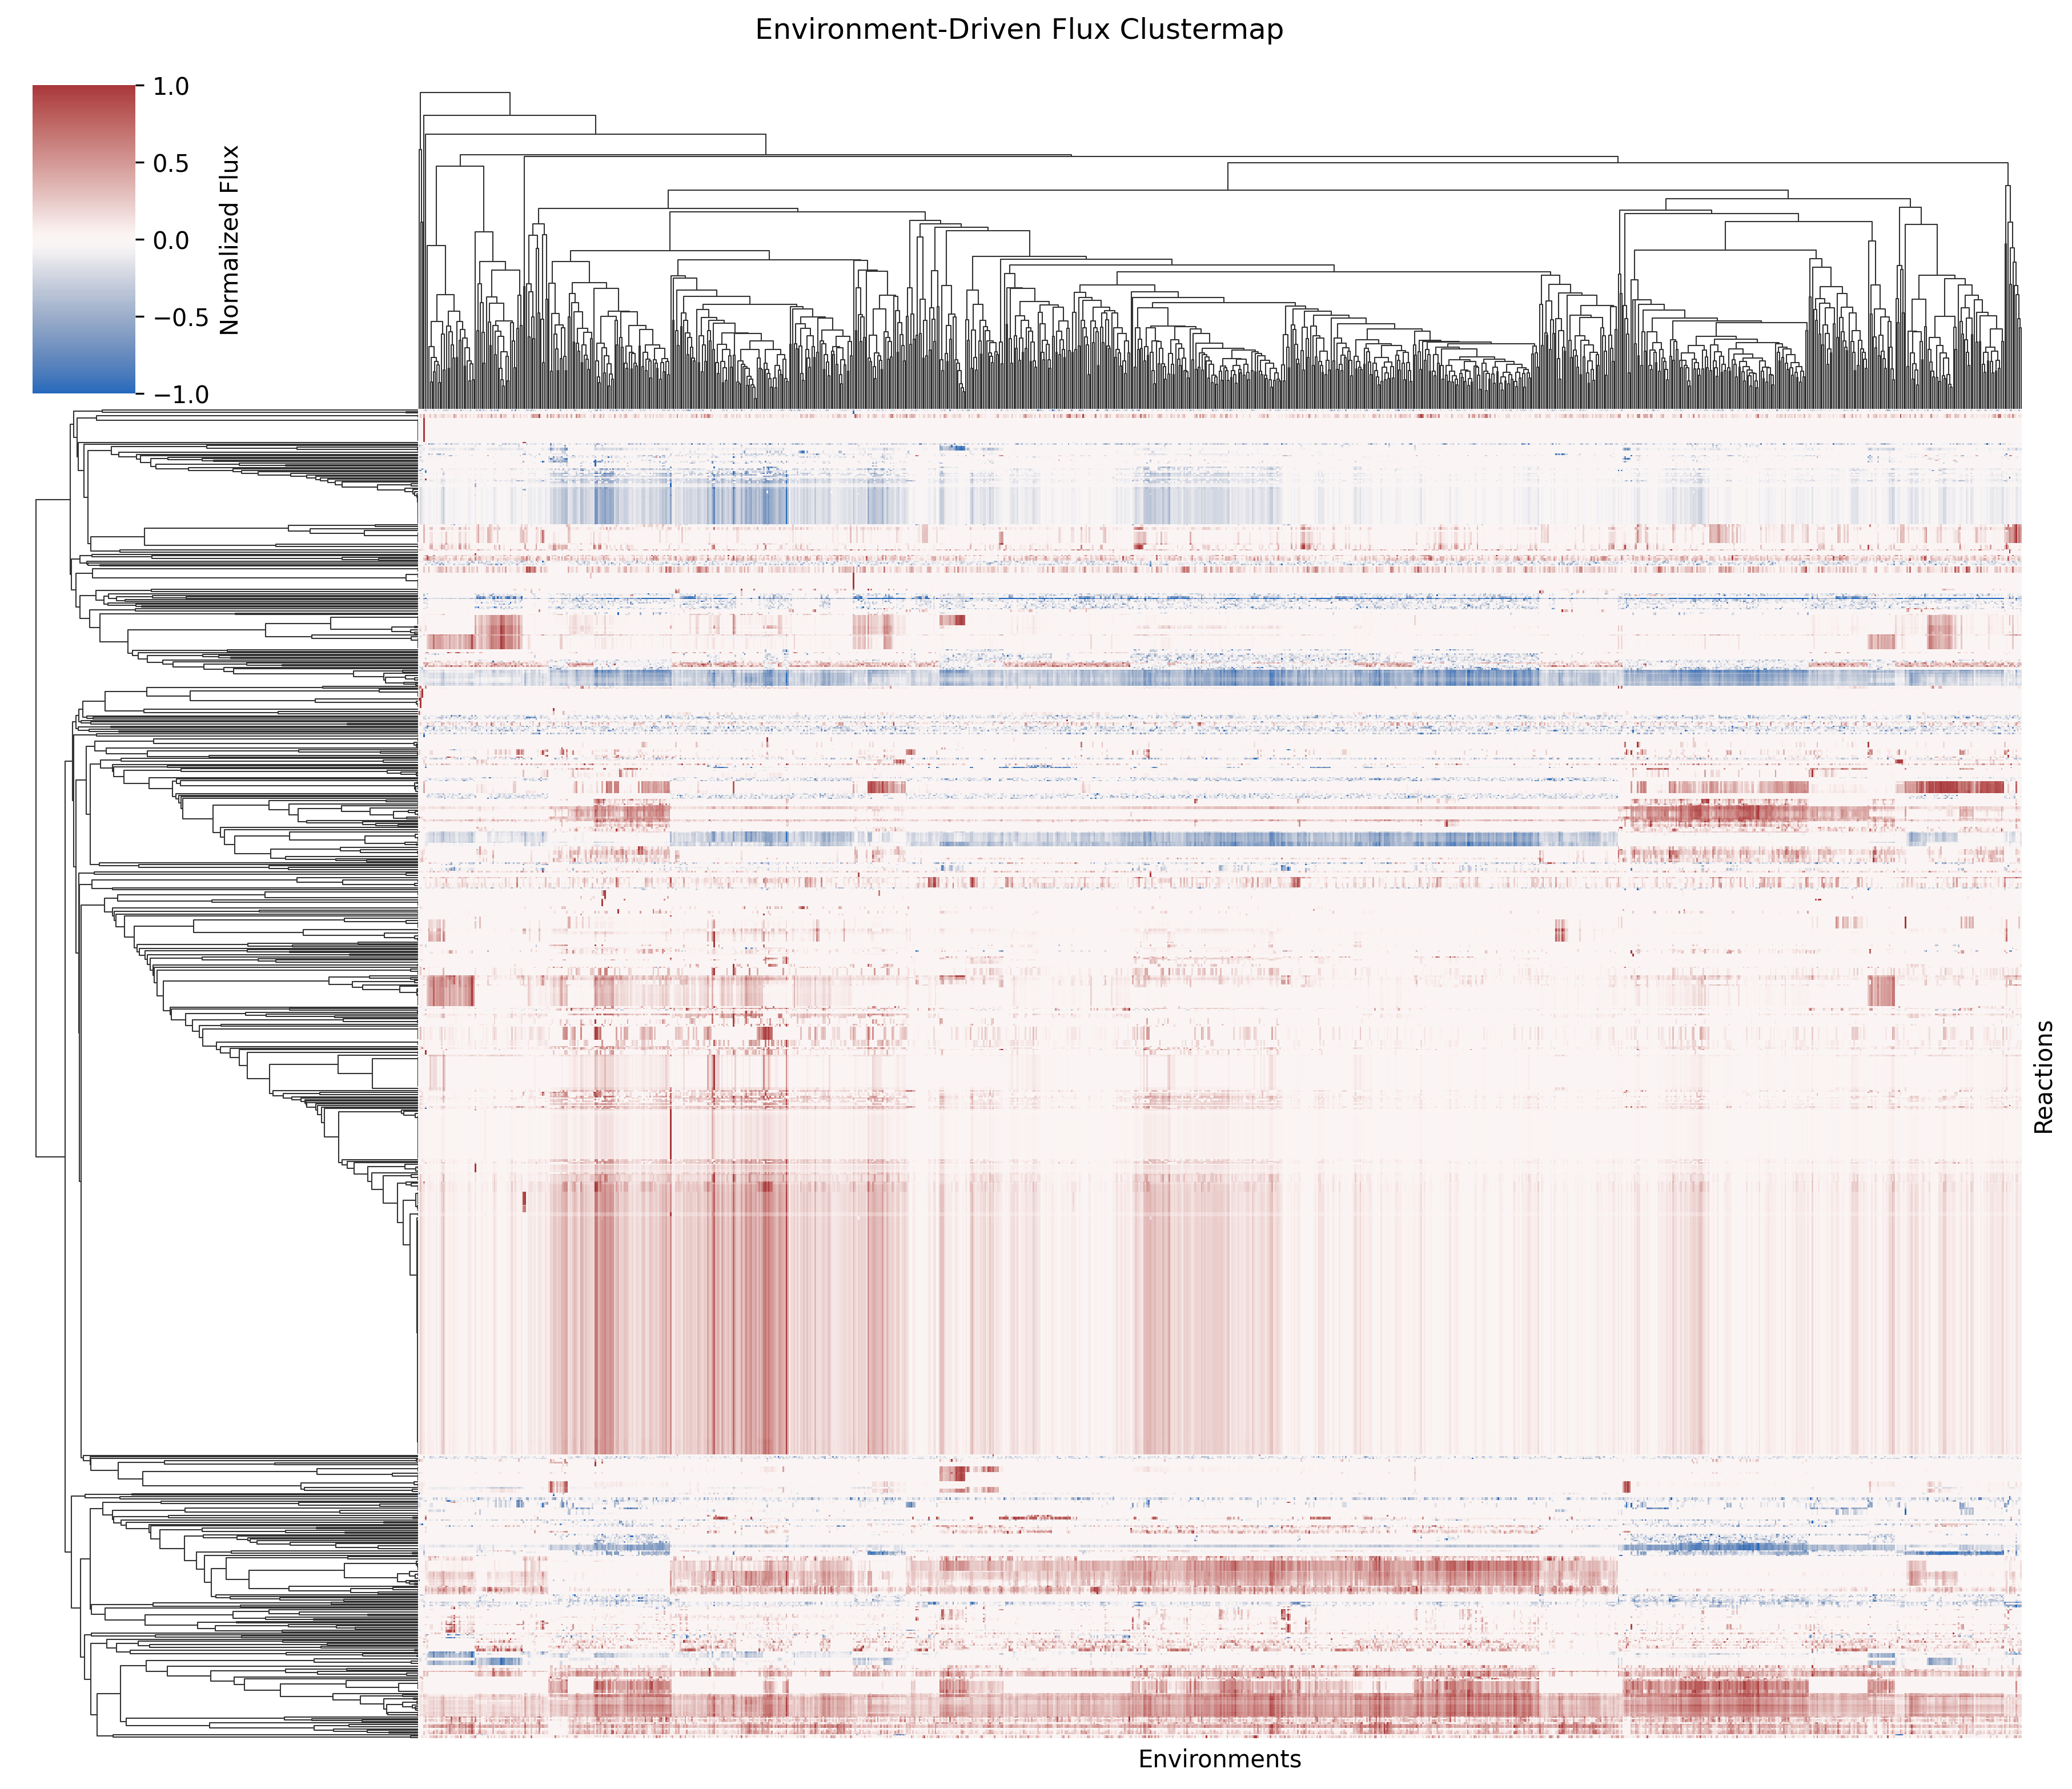 Environment-Driven Flux Clustermap
1.0
0.5
0.0
−0.5
−1.0
Normalized Flux
Reactions
Environments